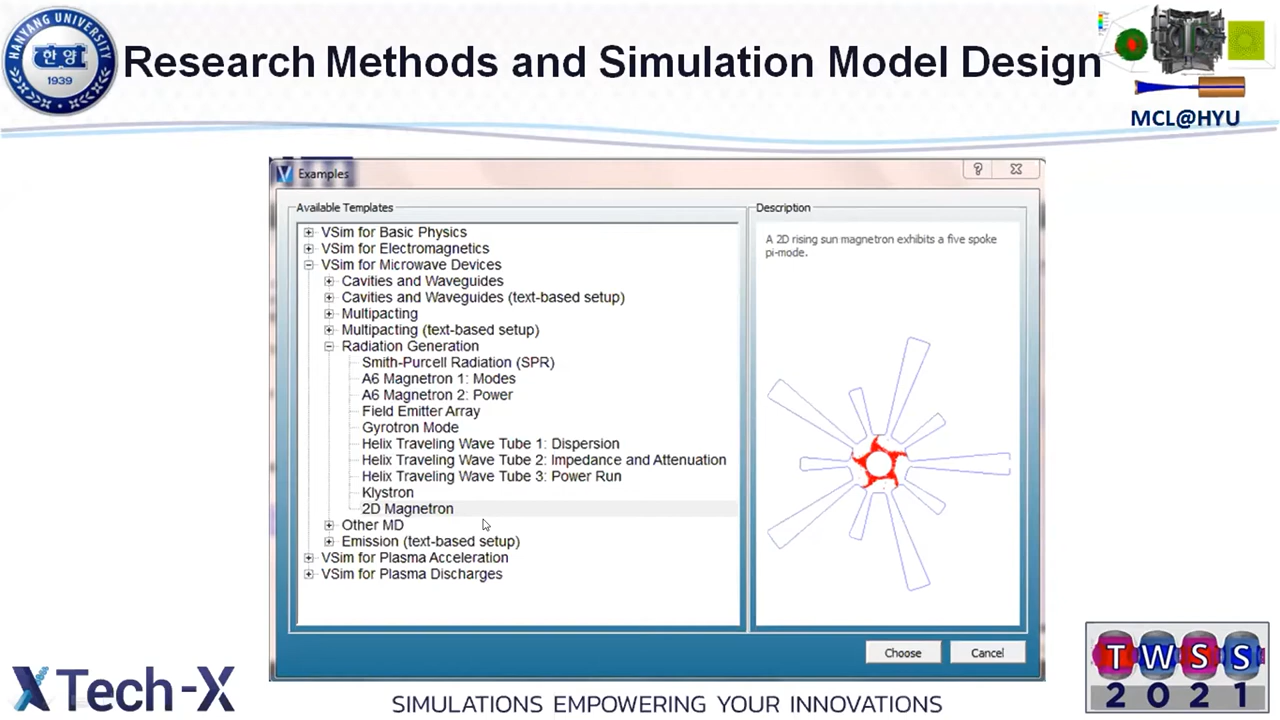 HANYANG UNIVERSITY
한양
1939
Research Methods and Simulation Model Design
MCL@HYU
Examples
Available Templates
VSim for Basic Physics
VSim for Electromagnetics
VSim for Microwave Devices
Cavities and Waveguides
Cavities and Waveguides (text-based setup)
Multipacting
Multipacting (text-based setup)
Radiation Generation
Smith-Purcell Radiation (SPR)
A6 Magnetron 1: Modes
A6 Magnetron 2: Power
Field Emitter Array
Gyrotron Mode
Helix Traveling Wave Tube 1: Dispersion
Helix Traveling Wave Tube 2: Impedance and Attenuation
Helix Traveling Wave Tube 3: Power Run
Klystron
2D Magnetron
Other MD
Emission (text-based setup)
VSim for Plasma Acceleration
VSim for Plasma Discharges
Description
A 2D rising sun magnetron exhibits a five spoke
pi-mode.
Choose
Cancel
Tech-X
SIMULATIONS EMPOWERING YOUR INNOVATIONS
TWSS
2021